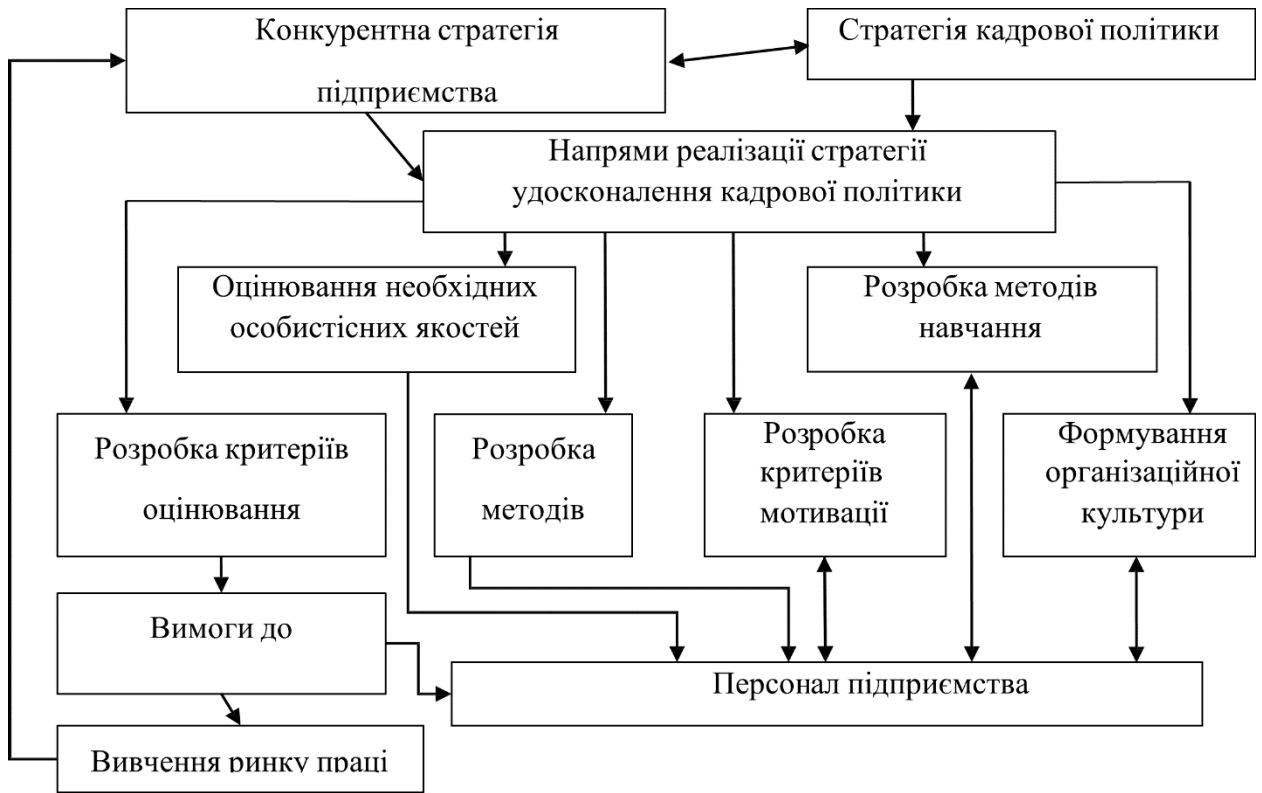 Конкурентна стратегія
підприємства
Стратегія кадрової політики
Напрями реалізації стратегії
удосконалення кадрової політики
Оцінювання необхідних
особистісних якостей
Розробка методів
навчання
Розробка критеріїв
оцінювання
Розробка
методів
Розробка
критеріїв
мотивації
Формування
організаційної
культури
Вимоги до
Персонал підприємства
Вивчення ринку праці